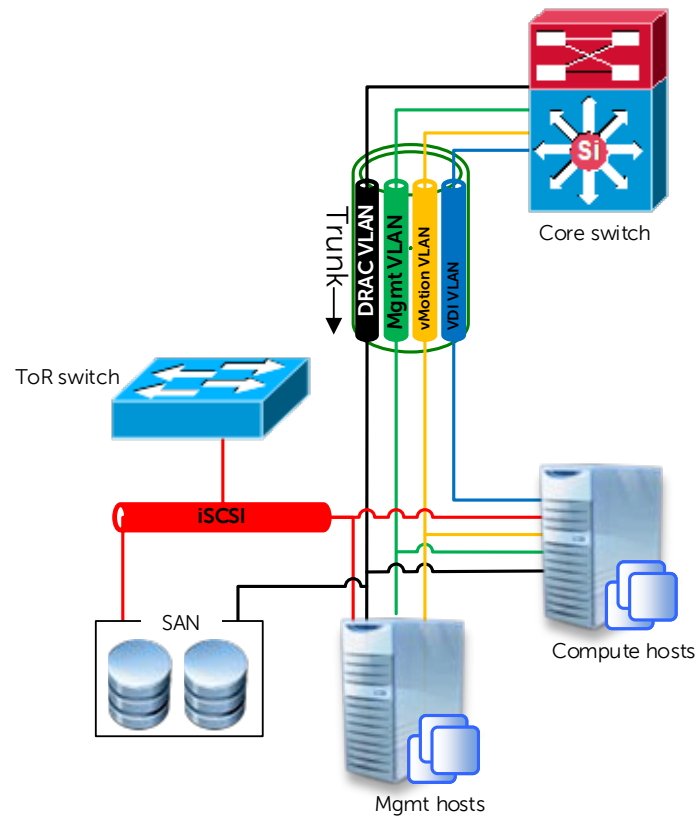 Si
Core switch
Trunk
DRAC VLAN
Mgmt VLAN
vMotion VLAN
VDI VLAN
ToR switch
iSCSI
SAN
Compute hosts
Mgmt hosts